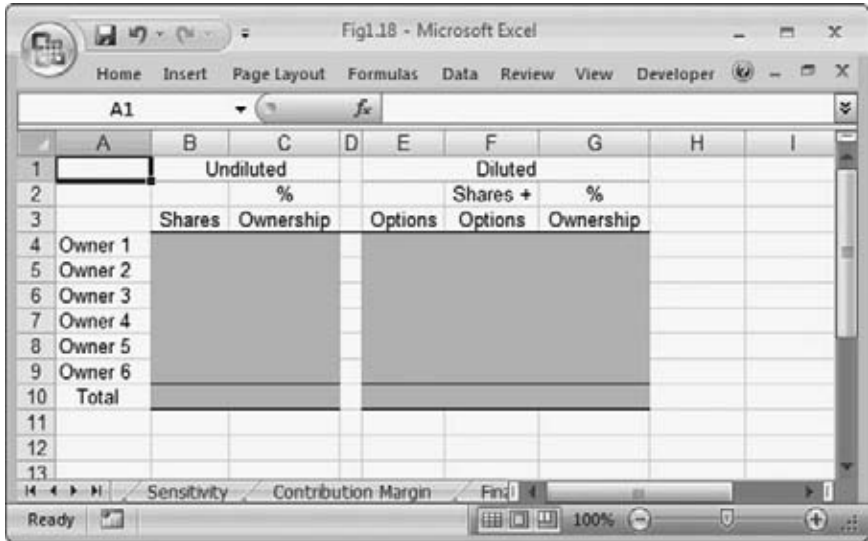 Fig1.18 - Microsoft Excel
Home Insert Page Layout Formulas Data Review View Developer
A1 fx
A B C D E F G H I
1 Undiluted Diluted
2 % Shares + %
3 Shares Ownership Options Options Ownership
4 Owner 1
5 Owner 2
6 Owner 3
7 Owner 4
8 Owner 5
9 Owner 6
10 Total
11
12
13
Sensitivity Contribution Margin
Ready 100%